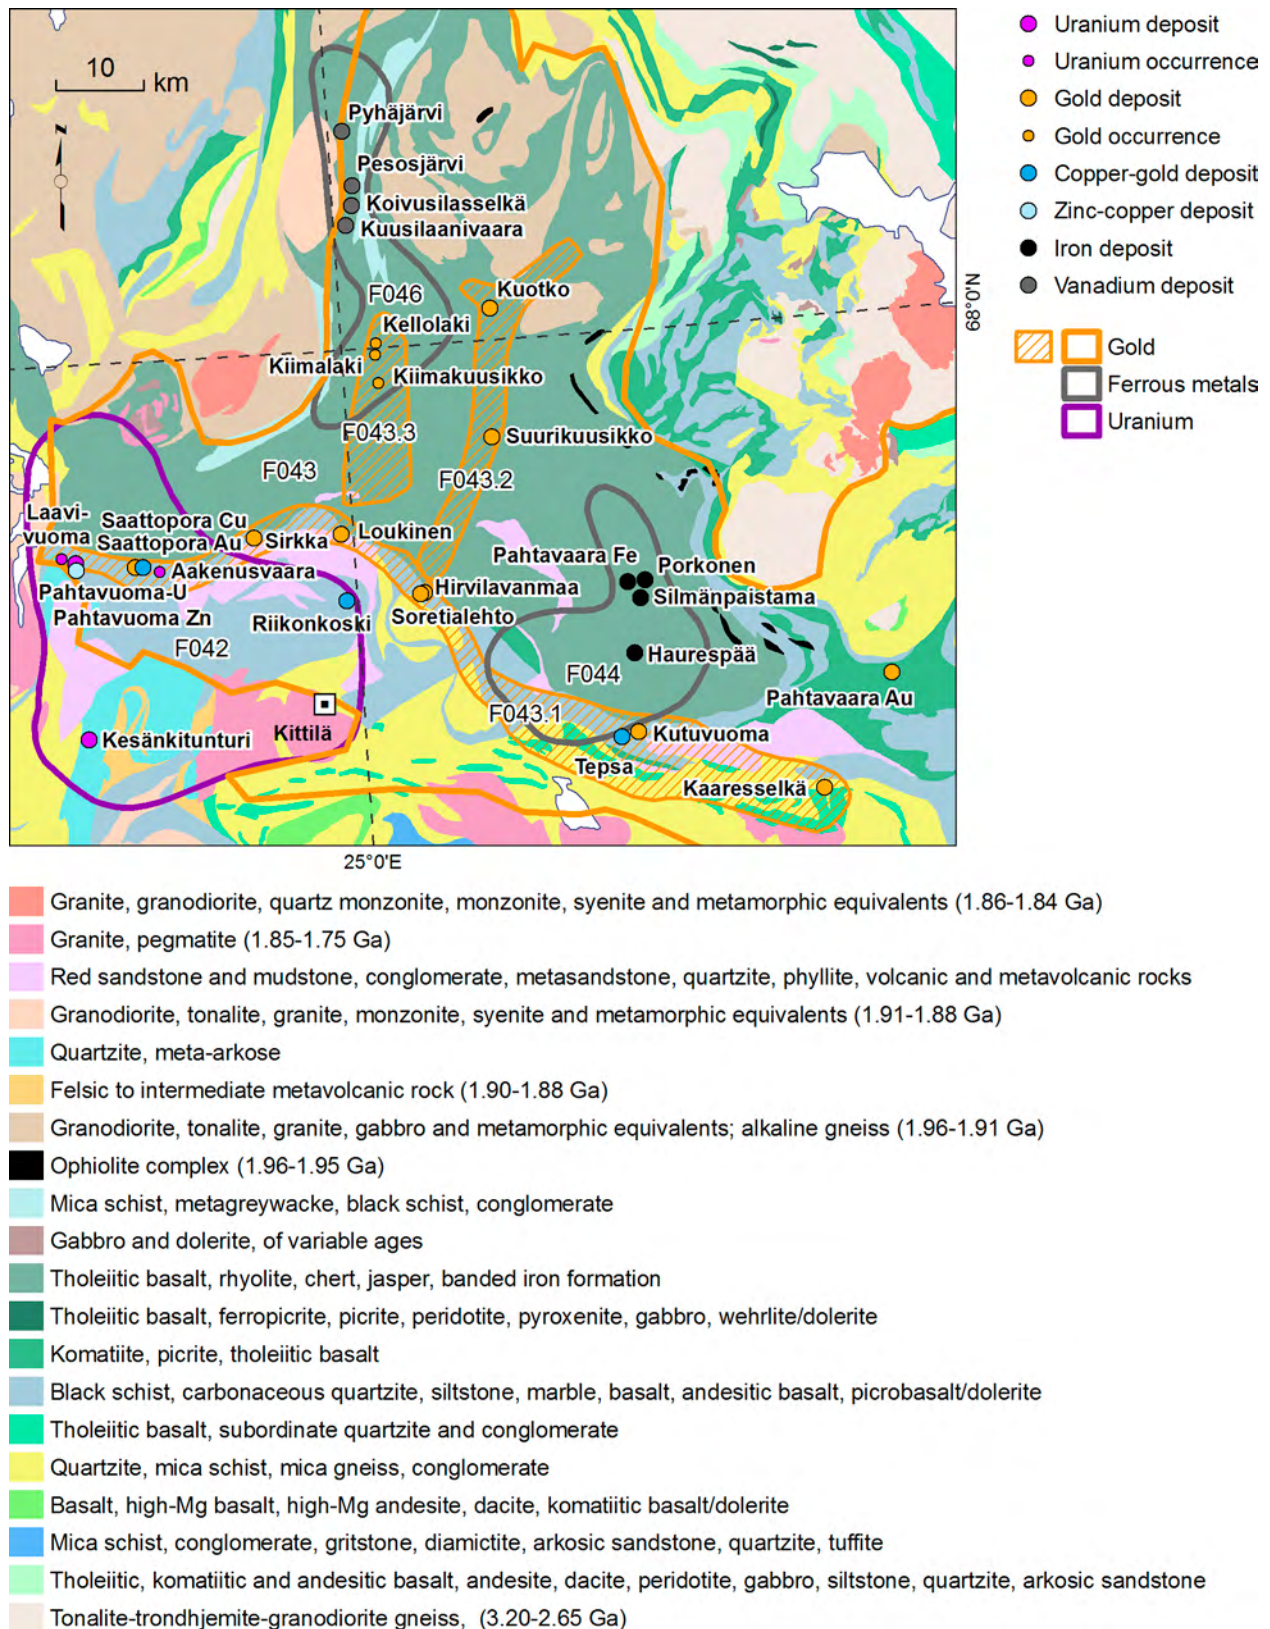 10 km
N
Pyhäjärvi
Pesosjärvi
Koivusilasselkä
Kuusilaanivaara
F046
Kuotko
Kellolaki
Kiimalaki
Kiimakuusikko
F043.3
Suurikuusikko
F043
F043.2
Laavi-
vuoma
Saattopora Cu
Saattopora Au
Sirkka
Loukinen
Pahtavaara Fe
Porkonen
Aakenusvaara
Pahtavuoma-U
Hirvilavanmaa
Silmänpaistama
Pahtavuoma Zn
Riikonkoski
Soretialehto
F042
Haurespää
F044
Pahtavaara Au
F043.1
Kittilä
Kesänkitunturi
Kutuvuoma
Tepsa
Kaaresselkä
68°0'N
25°0'E
Uranium deposit
Uranium occurrence
Gold deposit
Gold occurrence
Copper-gold deposit
Zinc-copper deposit
Iron deposit
Vanadium deposit
Gold
Ferrous metals
Uranium
Granite, granodiorite, quartz monzonite, monzonite, syenite and metamorphic equivalents (1.86-1.84 Ga)
Granite, pegmatite (1.85-1.75 Ga)
Red sandstone and mudstone, conglomerate, metasandstone, quartzite, phyllite, volcanic and metavolcanic rocks
Granodiorite, tonalite, granite, monzonite, syenite and metamorphic equivalents (1.91-1.88 Ga)
Quartzite, meta-arkose
Felsic to intermediate metavolcanic rock (1.90-1.88 Ga)
Granodiorite, tonalite, granite, gabbro and metamorphic equivalents; alkaline gneiss (1.96-1.91 Ga)
Ophiolite complex (1.96-1.95 Ga)
Mica schist, metagreywacke, black schist, conglomerate
Gabbro and dolerite, of variable ages
Tholeiitic basalt, rhyolite, chert, jasper, banded iron formation
Tholeiitic basalt, ferropicrite, picrite, peridotite, pyroxenite, gabbro, wehrlite/dolerite
Komatiite, picrite, tholeiitic basalt
Black schist, carbonaceous quartzite, siltstone, marble, basalt, andesitic basalt, picrobasalt/dolerite
Tholeiitic basalt, subordinate quartzite and conglomerate
Quartzite, mica schist, mica gneiss, conglomerate
Basalt, high-Mg basalt, high-Mg andesite, dacite, komatiitic basalt/dolerite
Mica schist, conglomerate, gritstone, diamictite, arkosic sandstone, quartzite, tuffite
Tholeiitic, komatiitic and andesitic basalt, andesite, dacite, peridotite, gabbro, siltstone, quartzite, arkosic sandstone
Tonalite-trondhjemite-granodiorite gneiss, (3.20-2.65 Ga)